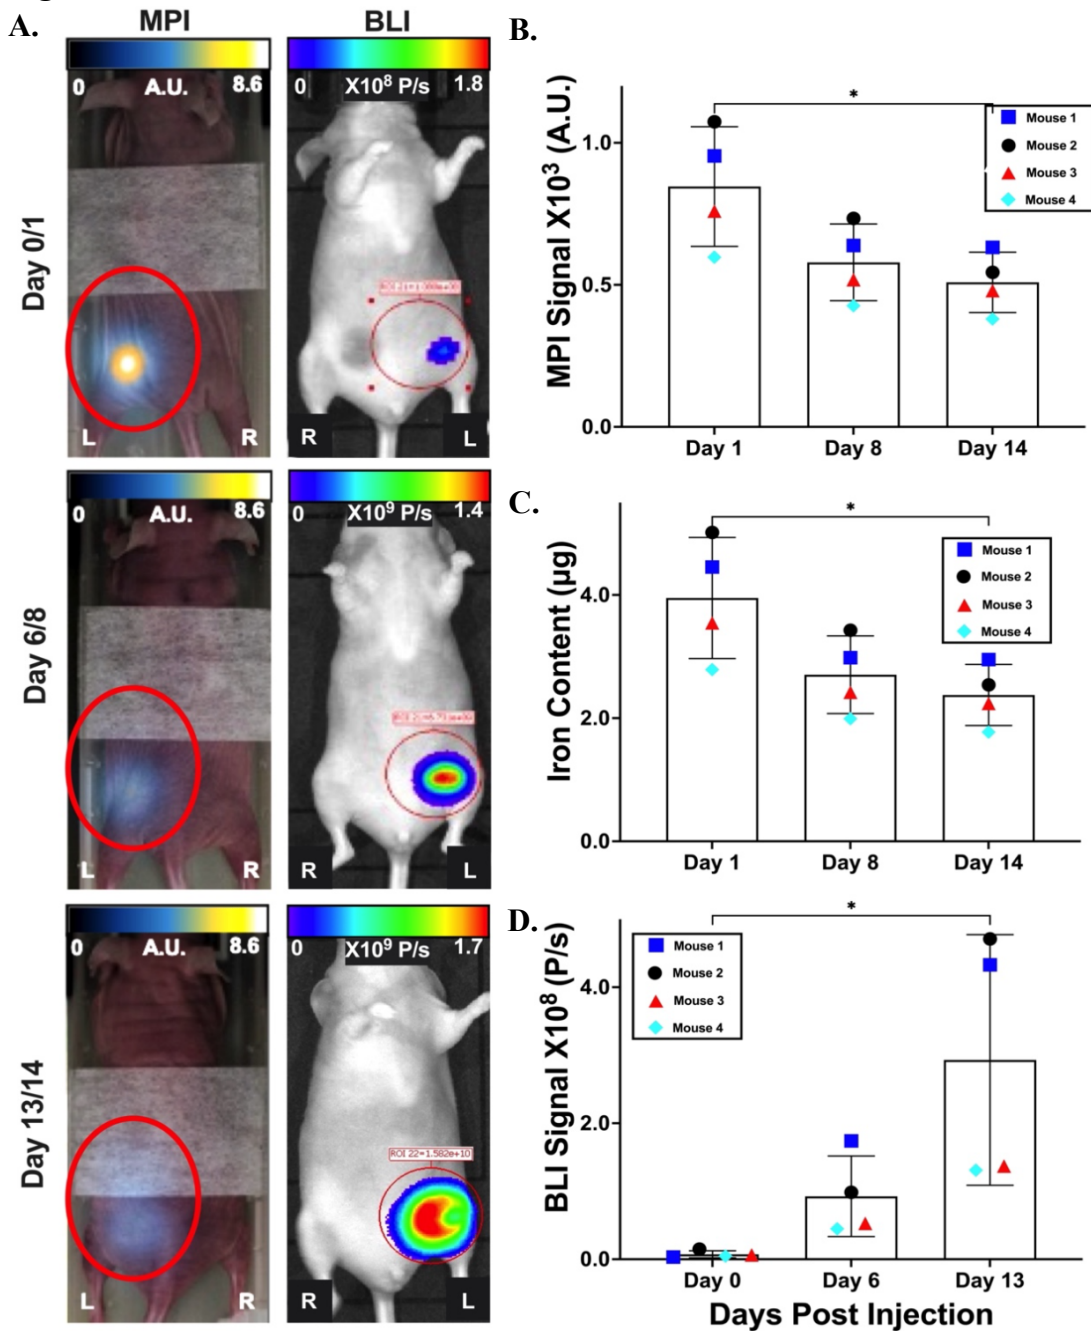 A.
MPI
BLI
0 A.U. 8.6
0 X10⁸ P/s 1.8
Day 0/1
L R
R L
0 A.U. 8.6
0 X10⁹ P/s 1.4
Day 6/8
L R
R L
0 A.U. 8.6
0 X10⁹ P/s 1.7
Day 13/14
ROI 22=1.582e+10
L R
R L
B.
MPI Signal X10³ (A.U.)
*
1.0
0.5
0.0
Mouse 1
Mouse 2
Mouse 3
Mouse 4
Day 1 Day 8 Day 14
C.
Iron Content (µg)
*
4.0
2.0
0.0
Mouse 1
Mouse 2
Mouse 3
Mouse 4
Day 1 Day 8 Day 14
D.
BLI Signal X10⁸ (P/s)
*
4.0
2.0
0.0
Mouse 1
Mouse 2
Mouse 3
Mouse 4
Day 0 Day 6 Day 13
Days Post Injection